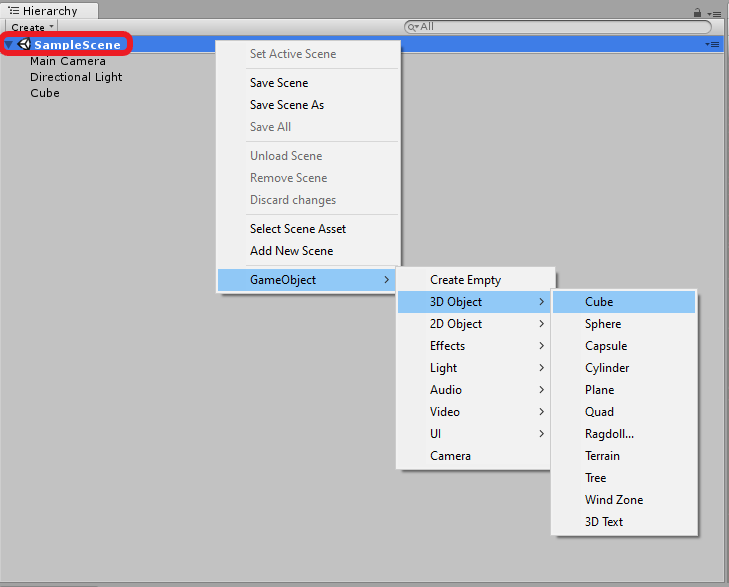 Hierarchy
Create
All
SampleScene
Main Camera
Directional Light
Cube
Set Active Scene
Save Scene
Save Scene As
Save All
Unload Scene
Remove Scene
Discard changes
Select Scene Asset
Add New Scene
GameObject
Create Empty
3D Object
2D Object
Effects
Light
Audio
Video
UI
Camera
Cube
Sphere
Capsule
Cylinder
Plane
Quad
Ragdoll...
Terrain
Tree
Wind Zone
3D Text